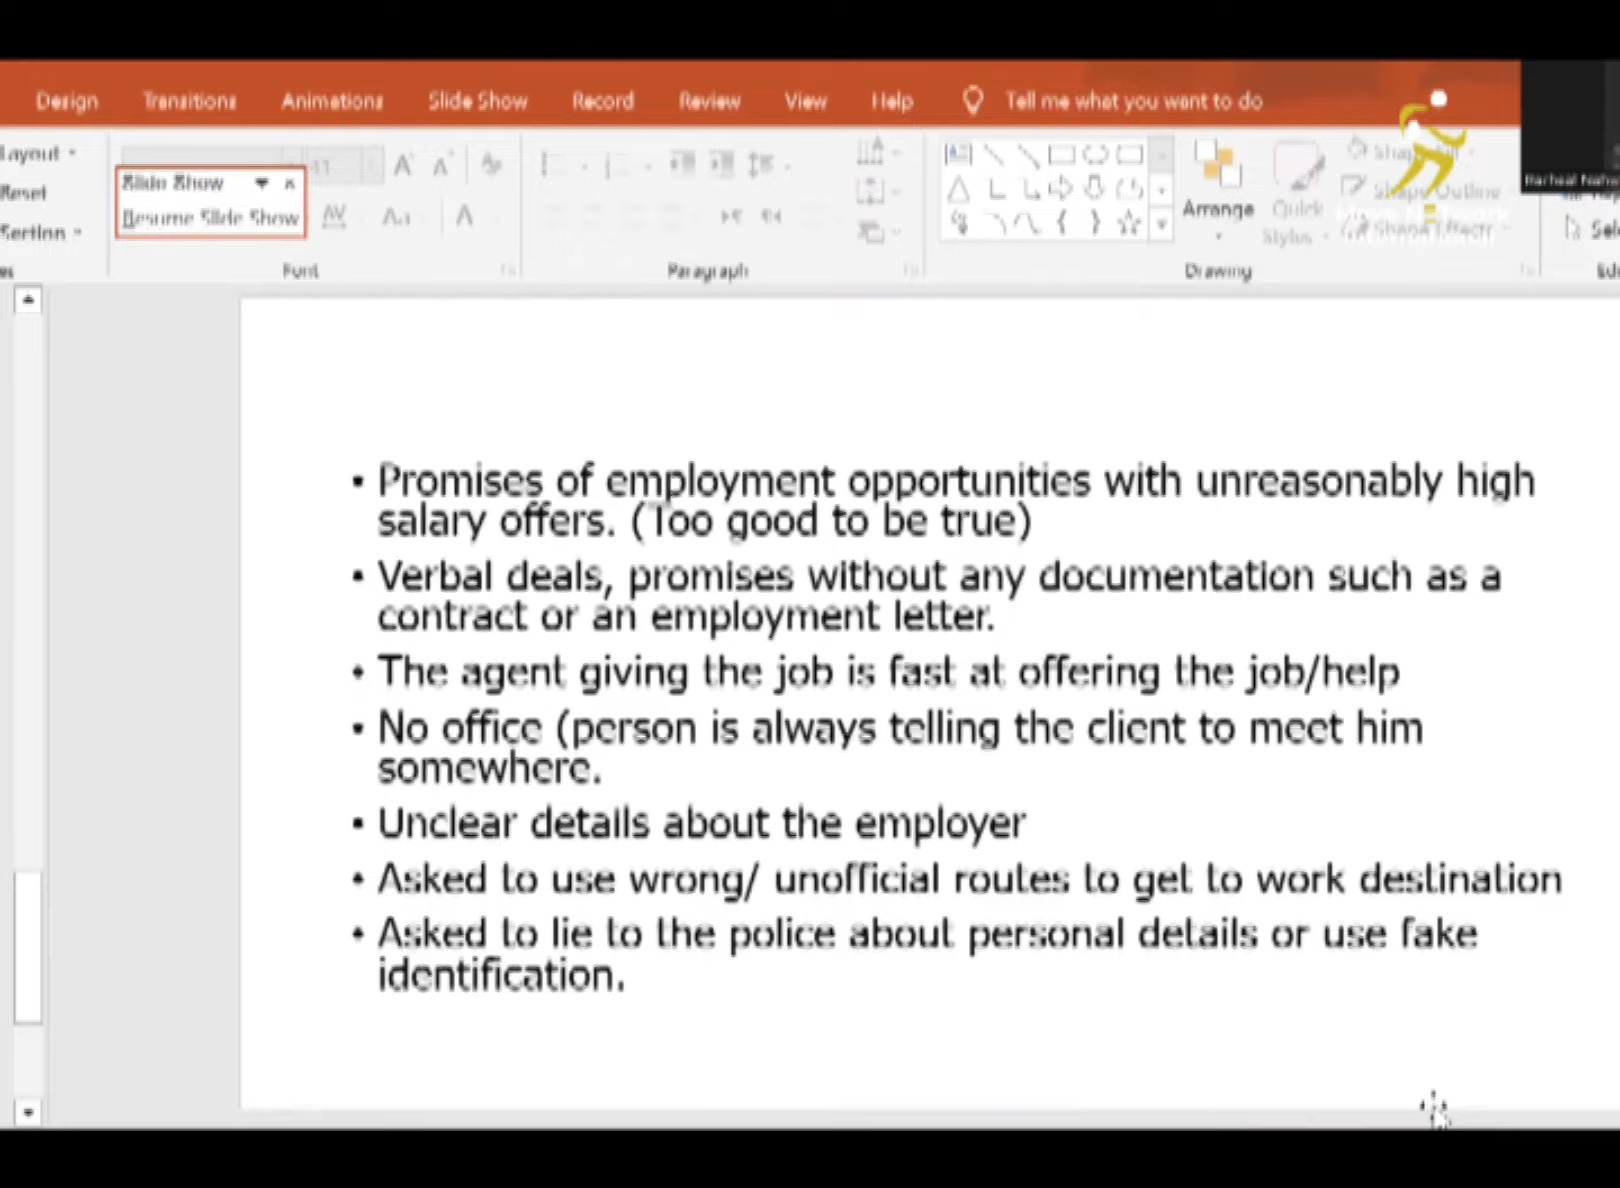 Design Transitions Animations Slide Show Record Review View Help Tell me what you want to do
Layout
Reset
Section
Slide Show
Resume Slide Show
Font Paragraph Drawing
Arrange Quick Styles
Shape Fill
Shape Outline
Shape Effects
• Promises of employment opportunities with unreasonably high
salary offers. (Too good to be true)
• Verbal deals, promises without any documentation such as a
contract or an employment letter.
• The agent giving the job is fast at offering the job/help
• No office (person is always telling the client to meet him
somewhere.
• Unclear details about the employer
• Asked to use wrong/ unofficial routes to get to work destination
• Asked to lie to the police about personal details or use fake
identification.